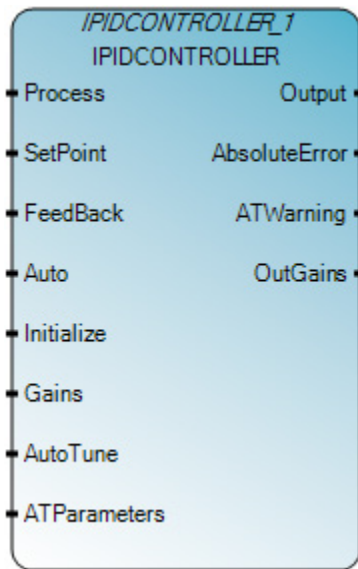 IPIDCONTROLLER_1
IPIDCONTROLLER
Process Output
SetPoint AbsoluteError
FeedBack ATWarning
Auto OutGains
Initialize
Gains
AutoTune
ATParameters